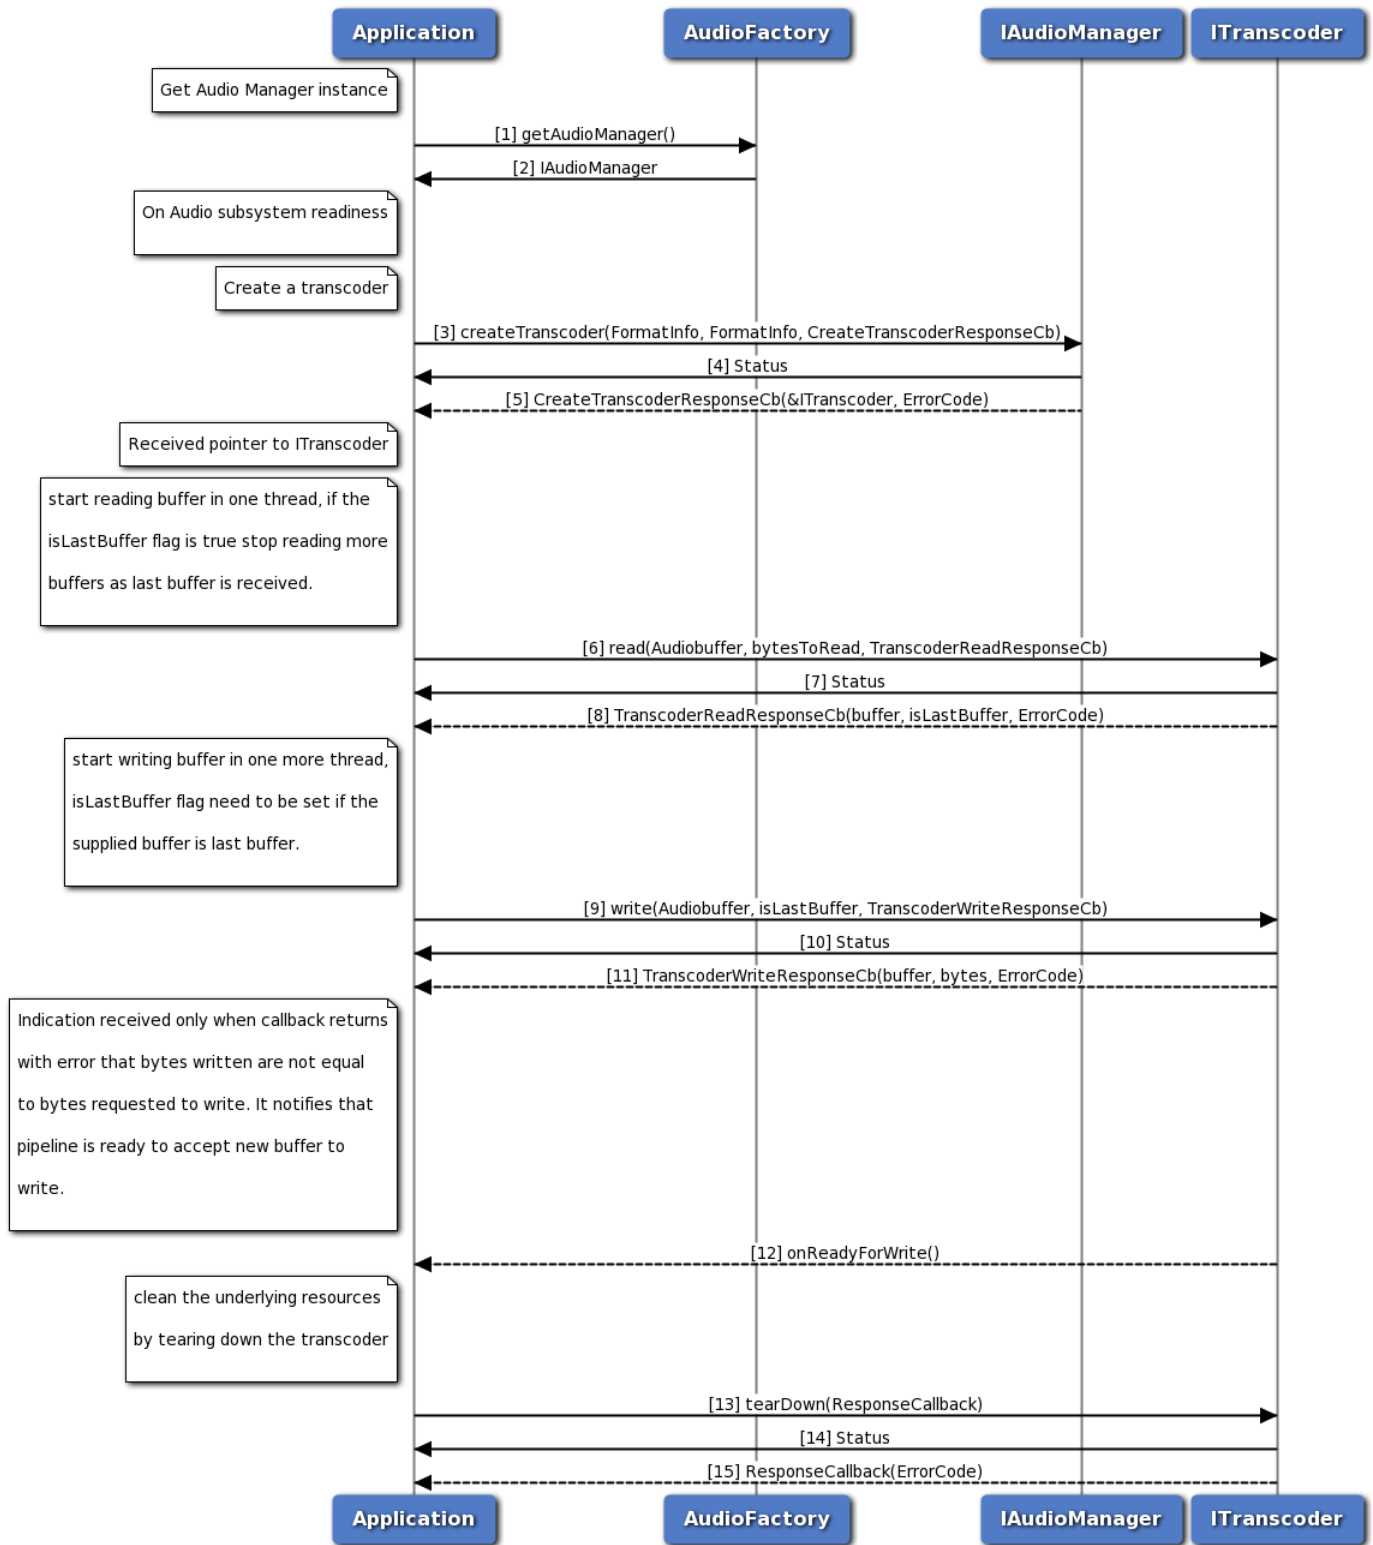 Application AudioFactory IAudioManager ITranscoder
Get Audio Manager instance
[1] getAudioManager()
[2] IAudioManager
On Audio subsystem readiness
Create a transcoder
[3] createTranscoder(FormatInfo, FormatInfo, CreateTranscoderResponseCb)
[4] Status
[5] CreateTranscoderResponseCb(&ITranscoder, ErrorCode)
Received pointer to ITranscoder
start reading buffer in one thread, if the
isLastBuffer flag is true stop reading more
buffers as last buffer is received.
[6] read(Audiobuffer, bytesToRead, TranscoderReadResponseCb)
[7] Status
[8] TranscoderReadResponseCb(buffer, isLastBuffer, ErrorCode)
start writing buffer in one more thread,
isLastBuffer flag need to be set if the
supplied buffer is last buffer.
[9] write(Audiobuffer, isLastBuffer, TranscoderWriteResponseCb)
[10] Status
[11] TranscoderWriteResponseCb(buffer, bytes, ErrorCode)
Indication received only when callback returns
with error that bytes written are not equal
to bytes requested to write. It notifies that
pipeline is ready to accept new buffer to
write.
[12] onReadyForWrite()
clean the underlying resources
by tearing down the transcoder
[13] tearDown(ResponseCallback)
[14] Status
[15] ResponseCallback(ErrorCode)
Application AudioFactory IAudioManager ITranscoder